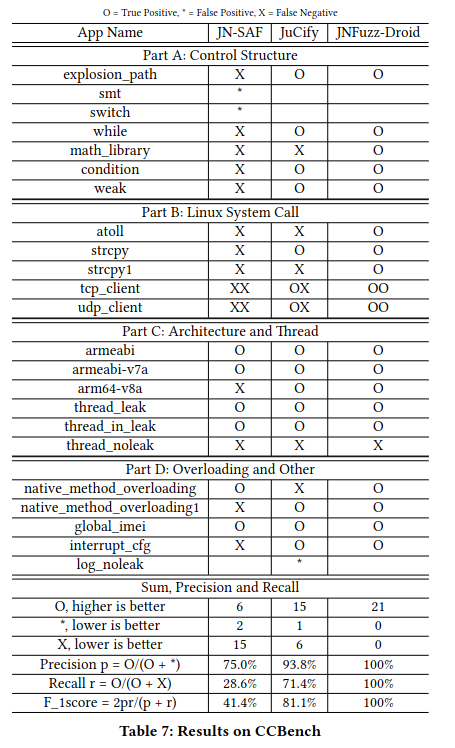 O = True Positive, * = False Positive, X = False Negative
App Name JN-SAF JuCify JNFuzz-Droid
Part A: Control Structure
explosion_path X O O
smt *
switch *
while X O O
math_library X X O
condition X O O
weak X O O
Part B: Linux System Call
atoll X X O
strcpy X O O
strcpy1 X X O
tcp_client XX OX OO
udp_client XX OX OO
Part C: Architecture and Thread
armeabi O O O
armeabi-v7a O O O
arm64-v8a X O O
thread_leak O O O
thread_in_leak O O O
thread_noleak X X X
Part D: Overloading and Other
native_method_overloading O X O
native_method_overloading1 X O O
global_imei O O O
interrupt_cfg X O O
log_noleak *
Sum, Precision and Recall
O, higher is better 6 15 21
*, lower is better 2 1 0
X, lower is better 15 6 0
Precision p = O/(O + *) 75.0% 93.8% 100%
Recall r = O/(O + X) 28.6% 71.4% 100%
F_1score = 2pr/(p + r) 41.4% 81.1% 100%
Table 7: Results on CCBench